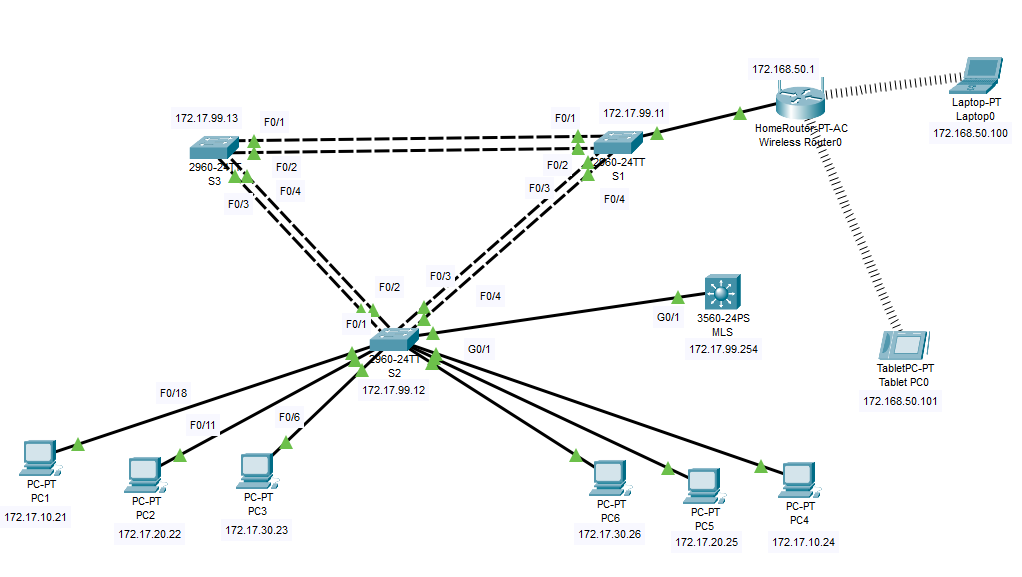 172.168.50.1
Laptop-PT
Laptop0
172.168.50.100
HomeRouter-PT-AC
Wireless Router0
172.17.99.13
F0/1
F0/1
172.17.99.11
2960-24TT
S3
F0/2
F0/4
F0/3
F0/2
2960-24TT
S1
F0/3
F0/4
F0/2
F0/3
F0/4
F0/1
G0/1
3560-24PS
MLS
172.17.99.254
2960-24TT
S2
172.17.99.12
G0/1
TabletPC-PT
Tablet PC0
172.168.50.101
F0/18
F0/11
F0/6
PC-PT
PC1
172.17.10.21
PC-PT
PC2
172.17.20.22
PC-PT
PC3
172.17.30.23
PC-PT
PC6
172.17.30.26
PC-PT
PC5
172.17.20.25
PC-PT
PC4
172.17.10.24